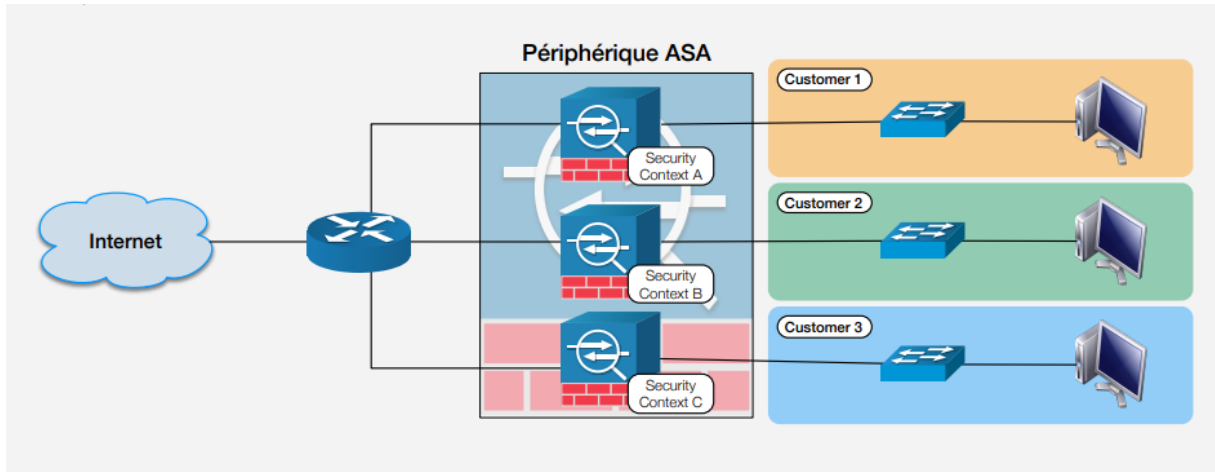 Périphérique ASA
Customer 1
Security
Context A
Customer 2
Internet
Security
Context B
Customer 3
Security
Context C